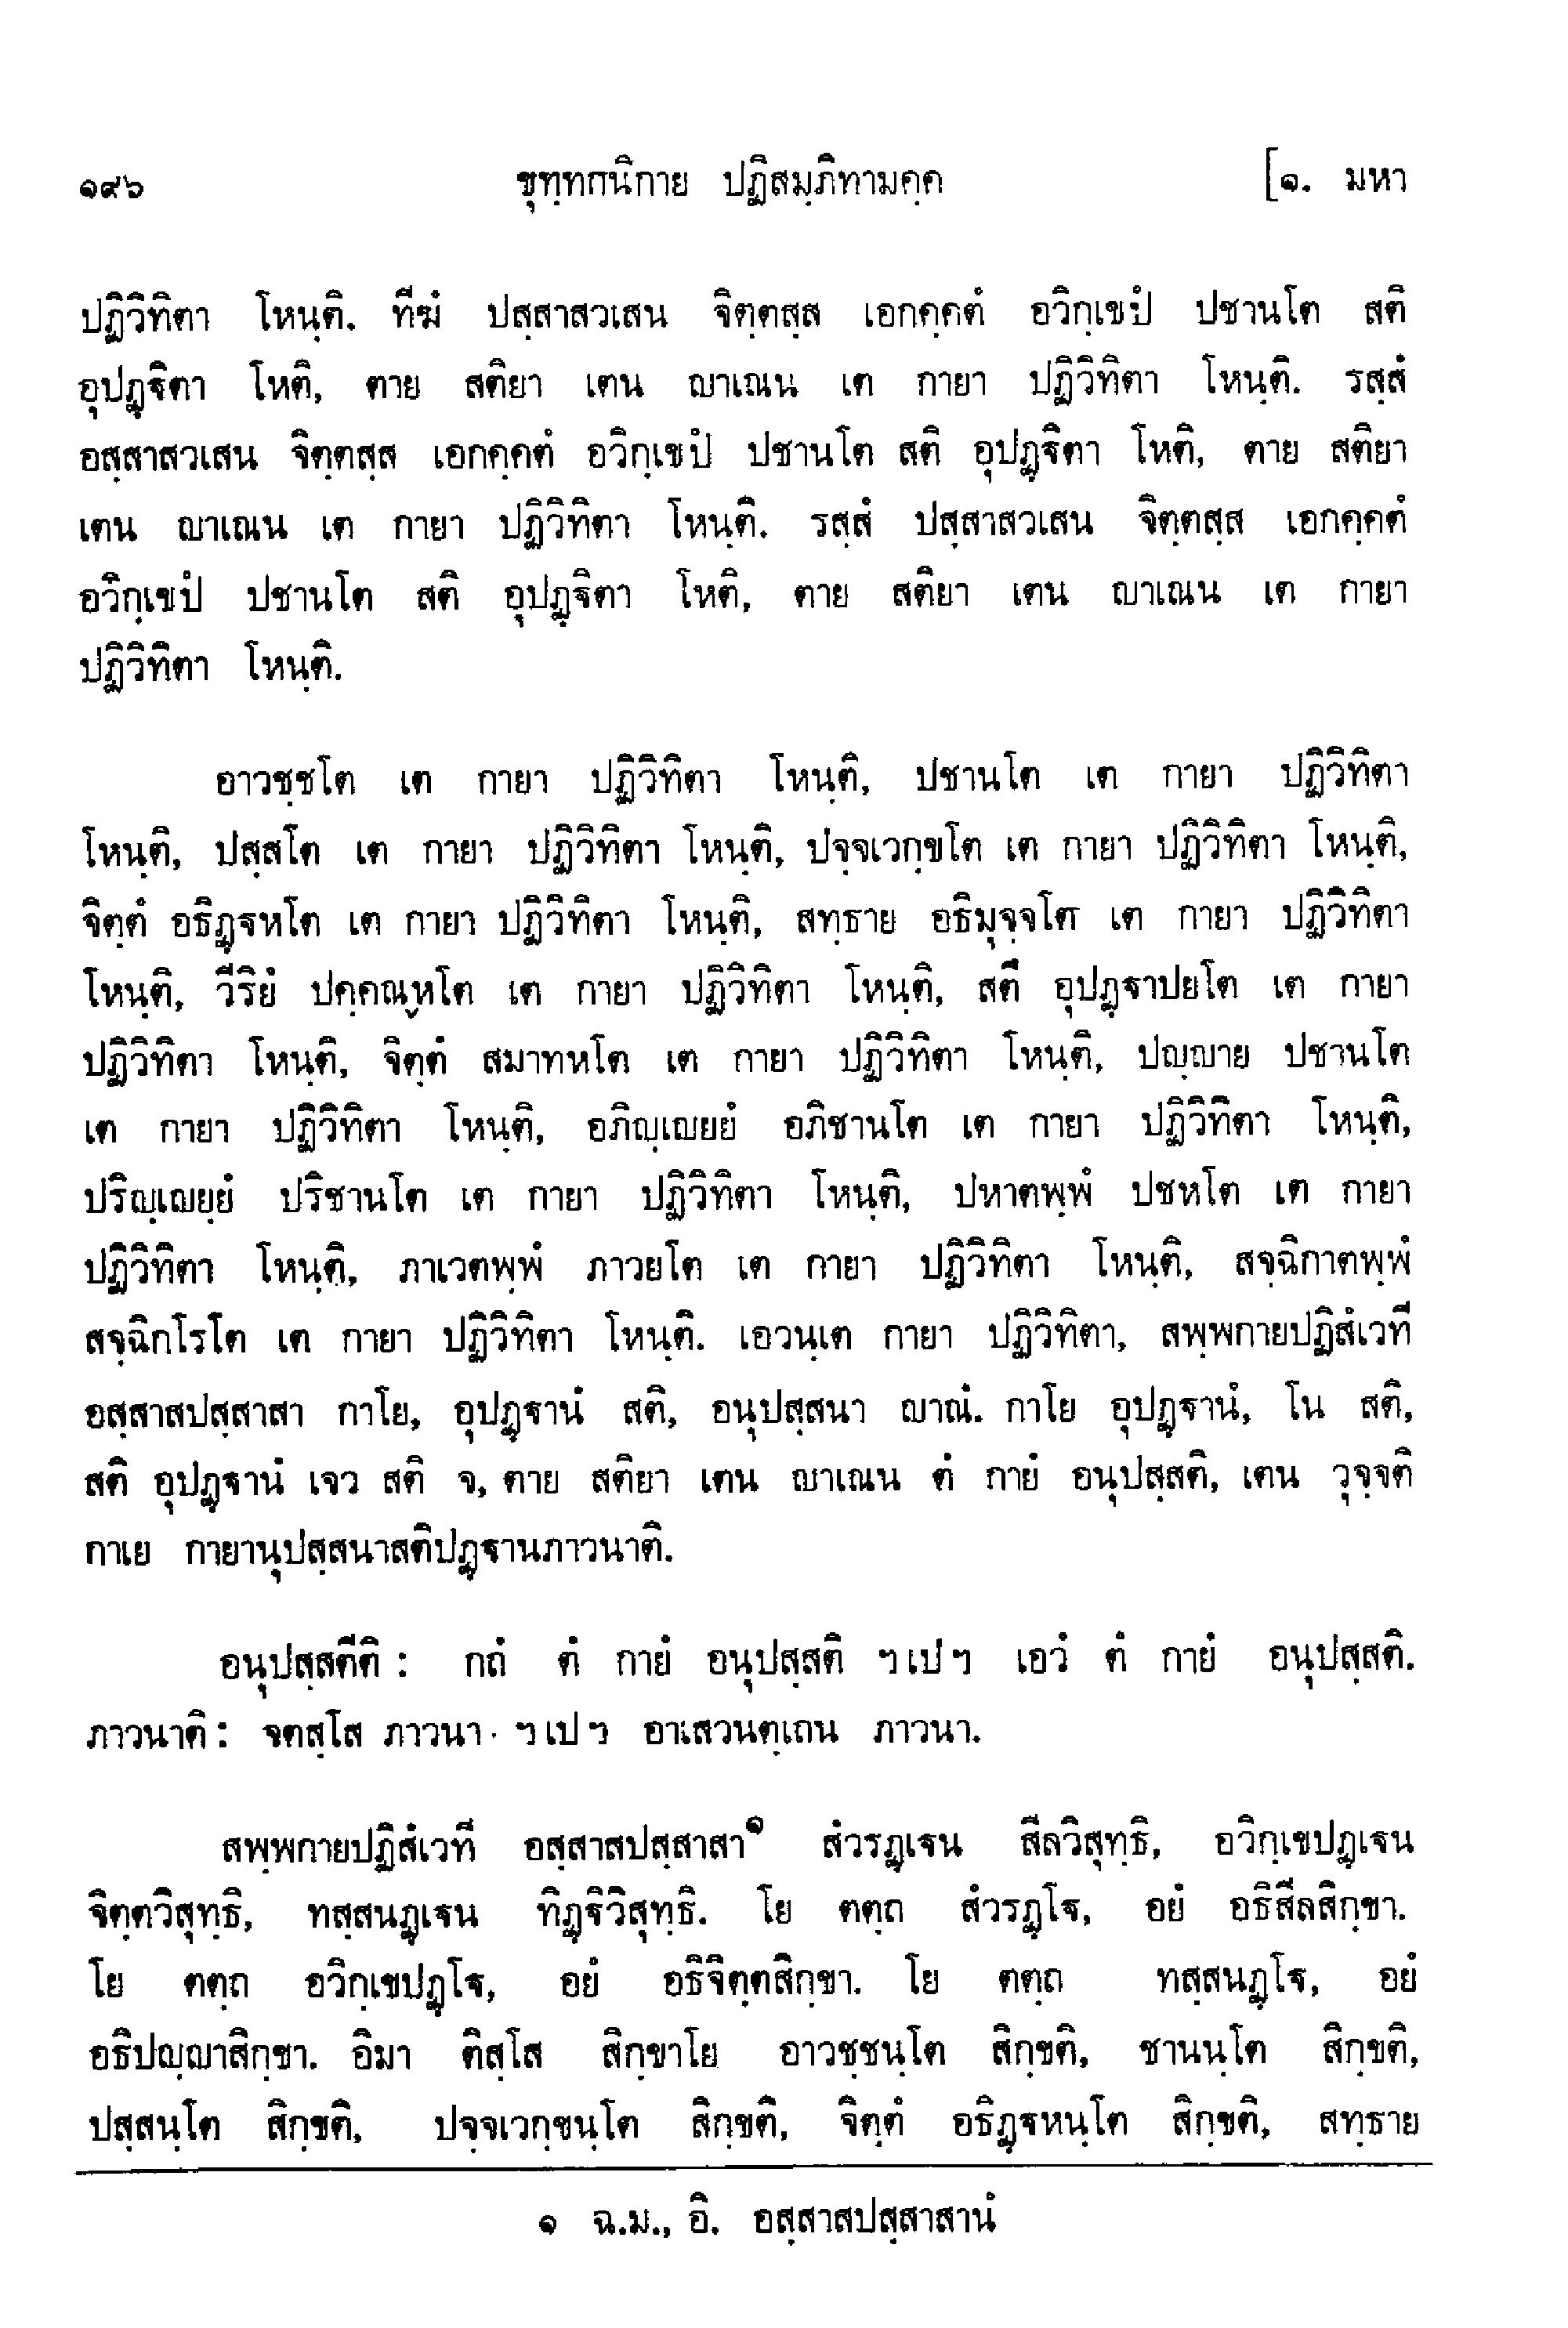 ๑๙๖ ขุทฺทกนิกาย ปฏิสมฺภิทามคฺค [๑. มหา
ปฏิวิทิตา โหนฺติ. ทีฆํ ปสฺสาสวเสน จิตฺตสฺส เอกคฺคตํ อวิกฺเขปํ ปชานโต สติ
อุปฏฺฐิตา โหติ, ตาย สติยา เตน ญาเณน เต กายา ปฏิวิทิตา โหนฺติ. รสฺสํ
อสฺสาสวเสน จิตฺตสฺส เอกคฺคตํ อวิกฺเขปํ ปชานโต สติ อุปฏฺฐิตา โหติ, ตาย สติยา
เตน ญาเณน เต กายา ปฏิวิทิตา โหนฺติ. รสฺสํ ปสฺสาสวเสน จิตฺตสฺส เอกคฺคตํ
อวิกฺเขปํ ปชานโต สติ อุปฏฺฐิตา โหติ, ตาย สติยา เตน ญาเณน เต กายา
ปฏิวิทิตา โหนฺติ.
อาวชฺชโต เต กายา ปฏิวิทิตา โหนฺติ, ปชานโต เต กายา ปฏิวิทิตา
โหนฺติ, ปสฺสโต เต กายา ปฏิวิทิตา โหนฺติ, ปจฺจเวกฺขโต เต กายา ปฏิวิทิตา โหนฺติ,
จิตฺตํ อธิฏฺฐหโต เต กายา ปฏิวิทิตา โหนฺติ, สทฺธาย อธิมุจฺจโต เต กายา ปฏิวิทิตา
โหนฺติ, วีริยํ ปคฺคณฺหโต เต กายา ปฏิวิทิตา โหนฺติ, สตึ อุปฏฺฐาปยโต เต กายา
ปฏิวิทิตา โหนฺติ, จิตฺตํ สมาทหโต เต กายา ปฏิวิทิตา โหนฺติ, ปญฺญาย ปชานโต
เต กายา ปฏิวิทิตา โหนฺติ, อภิญฺเญยยํ อภิชานโต เต กายา ปฏิวิทิตา โหนฺติ,
ปริญฺเญยฺยํ ปริชานโต เต กายา ปฏิวิทิตา โหนฺติ, ปหาตพฺพํ ปชหโต เต กายา
ปฏิวิทิตา โหนฺติ, ภาเวตพฺพํ ภาวยโต เต กายา ปฏิวิทิตา โหนฺติ, สจฺฉิกาตพฺพํ
สจฺฉิกโรโต เต กายา ปฏิวิทิตา โหนฺติ. เอวนฺเต กายา ปฏิวิทิตา, สพฺพกายปฏิสํเวที
อสฺสาสปสฺสาสา กาโย, อุปฏฺฐานํ สติ, อนุปสฺสนา ญาณํ. กาโย อุปฏฺฐานํ, โน สติ,
สติ อุปฏฺฐานํ เจว สติ จ, ตาย สติยา เตน ญาเณน ตํ กายํ อนุปสฺสติ, เตน วุจฺจติ
กาเย กายานุปสฺสนาสติปฏฺฐานภาวนาติ.
อนุปสฺสตีติ : กถํ ตํ กายํ อนุปสฺสติ ฯ เป ฯ เอวํ ตํ กายํ อนุปสฺสติ.
ภาวนาติ : จตสฺโส ภาวนา ฯ เป ฯ อาเสวนตฺเถน ภาวนา.
สพฺพกายปฏิสํเวที อสฺสาสปสฺสาสา๑ สํวรฏฺเฐน สีลวิสุทฺธิ, อวิกฺเขปฏฺเฐน
จิตฺตวิสุทฺธิ, ทสฺสนฏฺเฐน ทิฏฺฐิวิสุทฺธิ. โย ตตฺถ สํวรฏฺโฐ, อยํ อธิสีลสิกฺขา.
โย ตตฺถ อวิกฺเขปฏฺโฐ, อยํ อธิจิตฺตสิกฺขา. โย ตตฺถ ทสฺสนฏฺโฐ, อยํ
อธิปญฺญาสิกฺขา. อิมา ติสฺโส สิกฺขาโย อาวชฺชนฺโต สิกฺขติ, ชานนฺโต สิกฺขติ,
ปสฺสนฺโต สิกฺขติ, ปจฺจเวกฺขนฺโต สิกฺขติ, จิตฺตํ อธิฏฺฐหนฺโต สิกฺขติ, สทฺธาย
๑ ฉ.ม., อิ. อสฺสาสปสฺสาสานํ